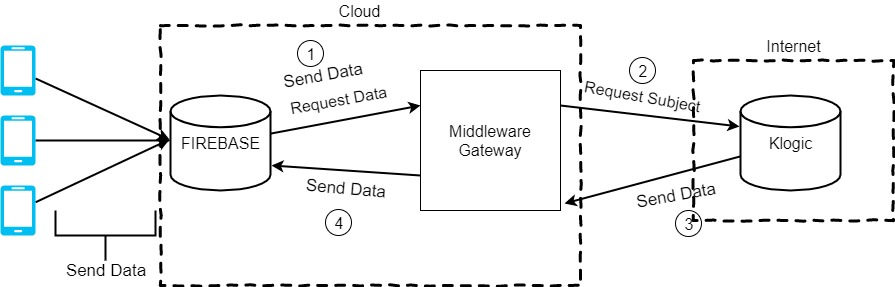 Cloud
Internet
1
Send Data
Request Data
2
Request Subject
FIREBASE
Middleware
Gateway
Klogic
Send Data
4
Send Data
3
Send Data